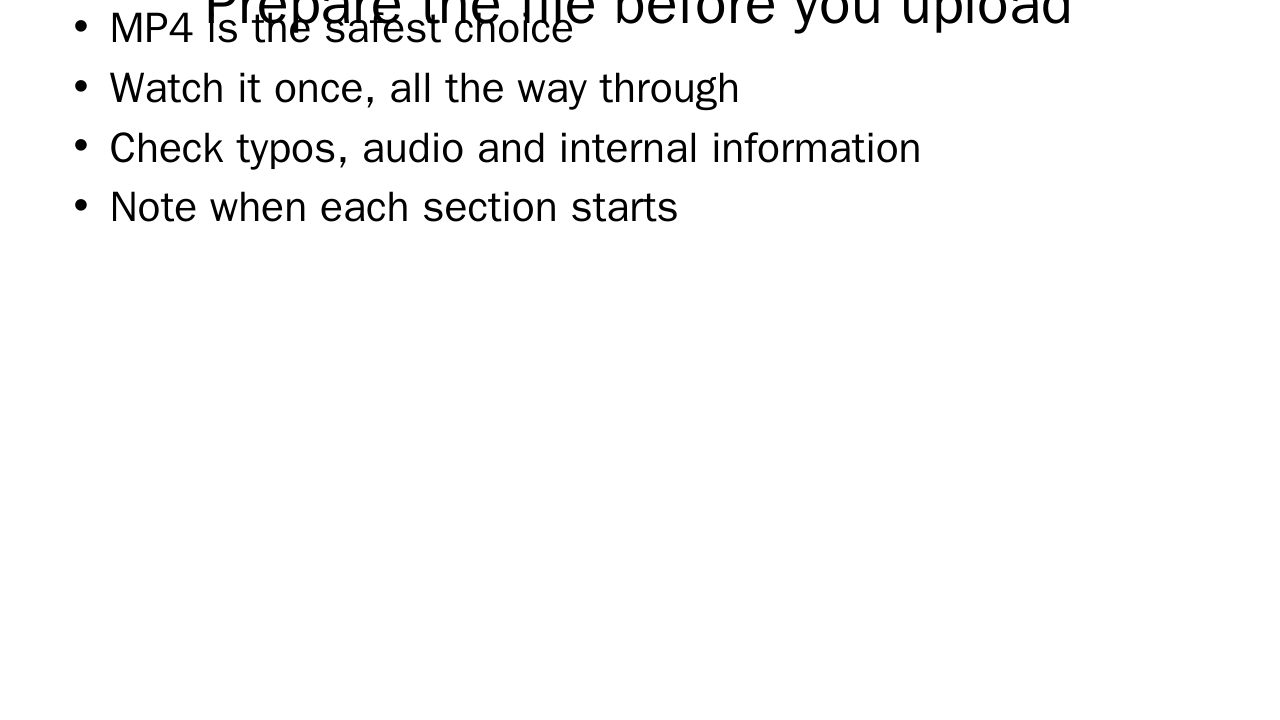 Prepare the file before you upload
• MP4 is the safest choice
• Watch it once, all the way through
• Check typos, audio and internal information
• Note when each section starts